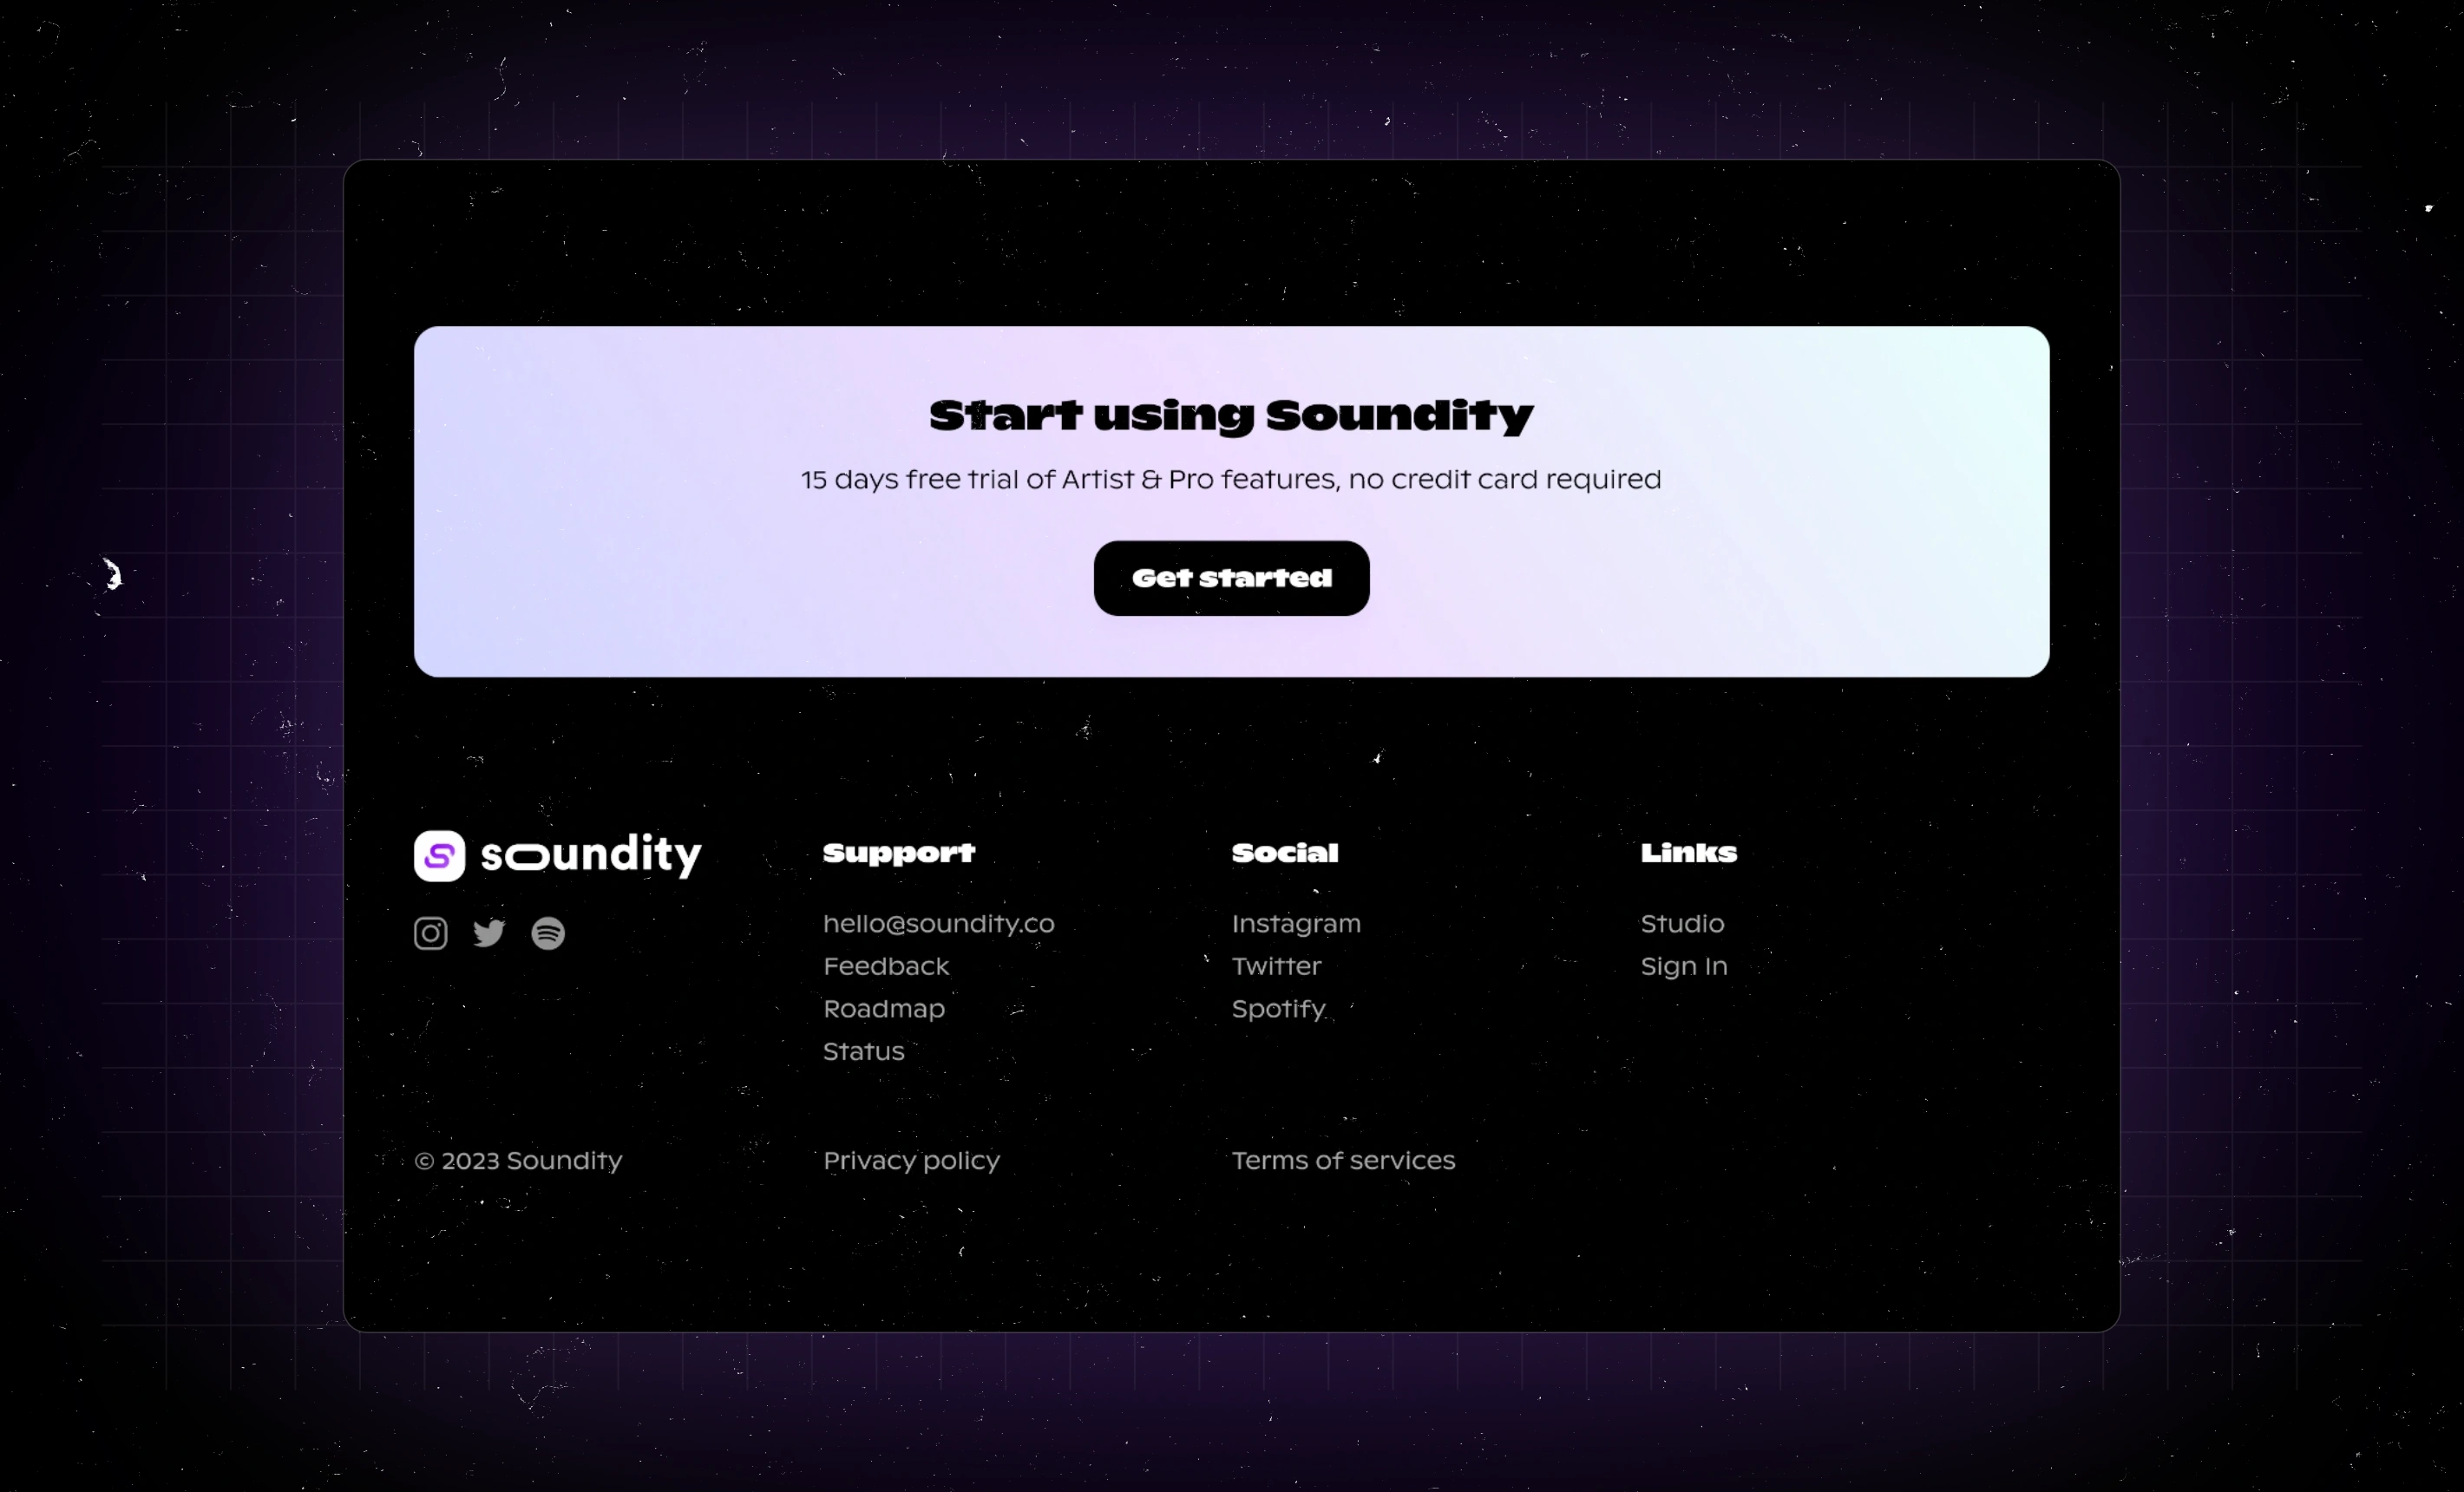 Start using Soundity
15 days free trial of Artist & Pro features, no credit card required
Get started
soundity
Support
hello@soundity.co
Feedback
Roadmap
Status
Social
Instagram
Twitter
Spotify
Links
Studio
Sign In
© 2023 Soundity
Privacy policy
Terms of services